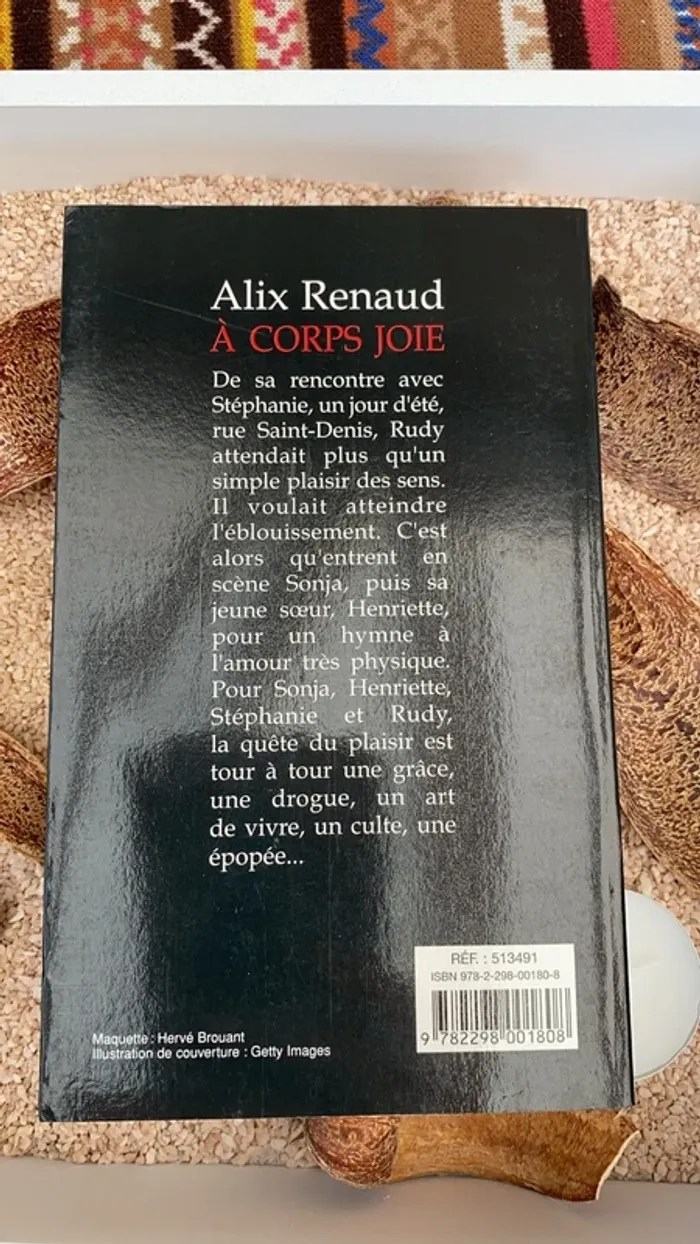 Alix Renaud
À CORPS JOIE
De sa rencontre avec
Stéphanie, un jour d'été,
rue Saint-Denis, Rudy
attendait plus qu'un
simple plaisir des sens.
Il voulait atteindre
l'éblouissement. C'est
alors qu'entrent en
scène Sonja, puis sa
jeune sœur, Henriette,
pour un hymne à
l'amour très physique.
Pour Sonja, Henriette,
Stéphanie et Rudy,
la quête du plaisir est
tour à tour une grâce,
une drogue, un art
de vivre, un culte, une
épopée...
RÉF. : 513491
ISBN 978-2-298-00180-8
9 782298 001808
Maquette : Hervé Brouant
Illustration de couverture : Getty Images